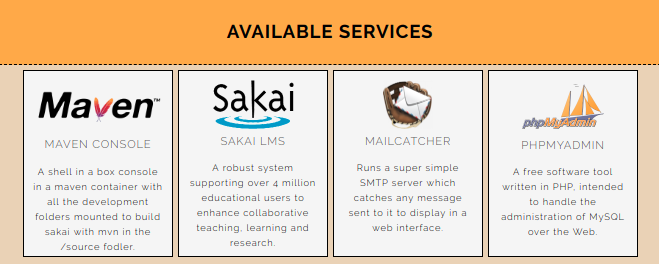 AVAILABLE SERVICES
Maven™
MAVEN CONSOLE
A shell in a box console
in a maven container with
all the development
folders mounted to build
sakai with mvn in the
/source fodler.
Sakai
SAKAI LMS
A robust system
supporting over 4 million
educational users to
enhance collaborative
teaching, learning and
research.
MAILCATCHER
Runs a super simple
SMTP server which
catches any message
sent to it to display in a
web interface.
phpMyAdmin
PHPMYADMIN
A free software tool
written in PHP, intended
to handle the
administration of MySQL
over the Web.